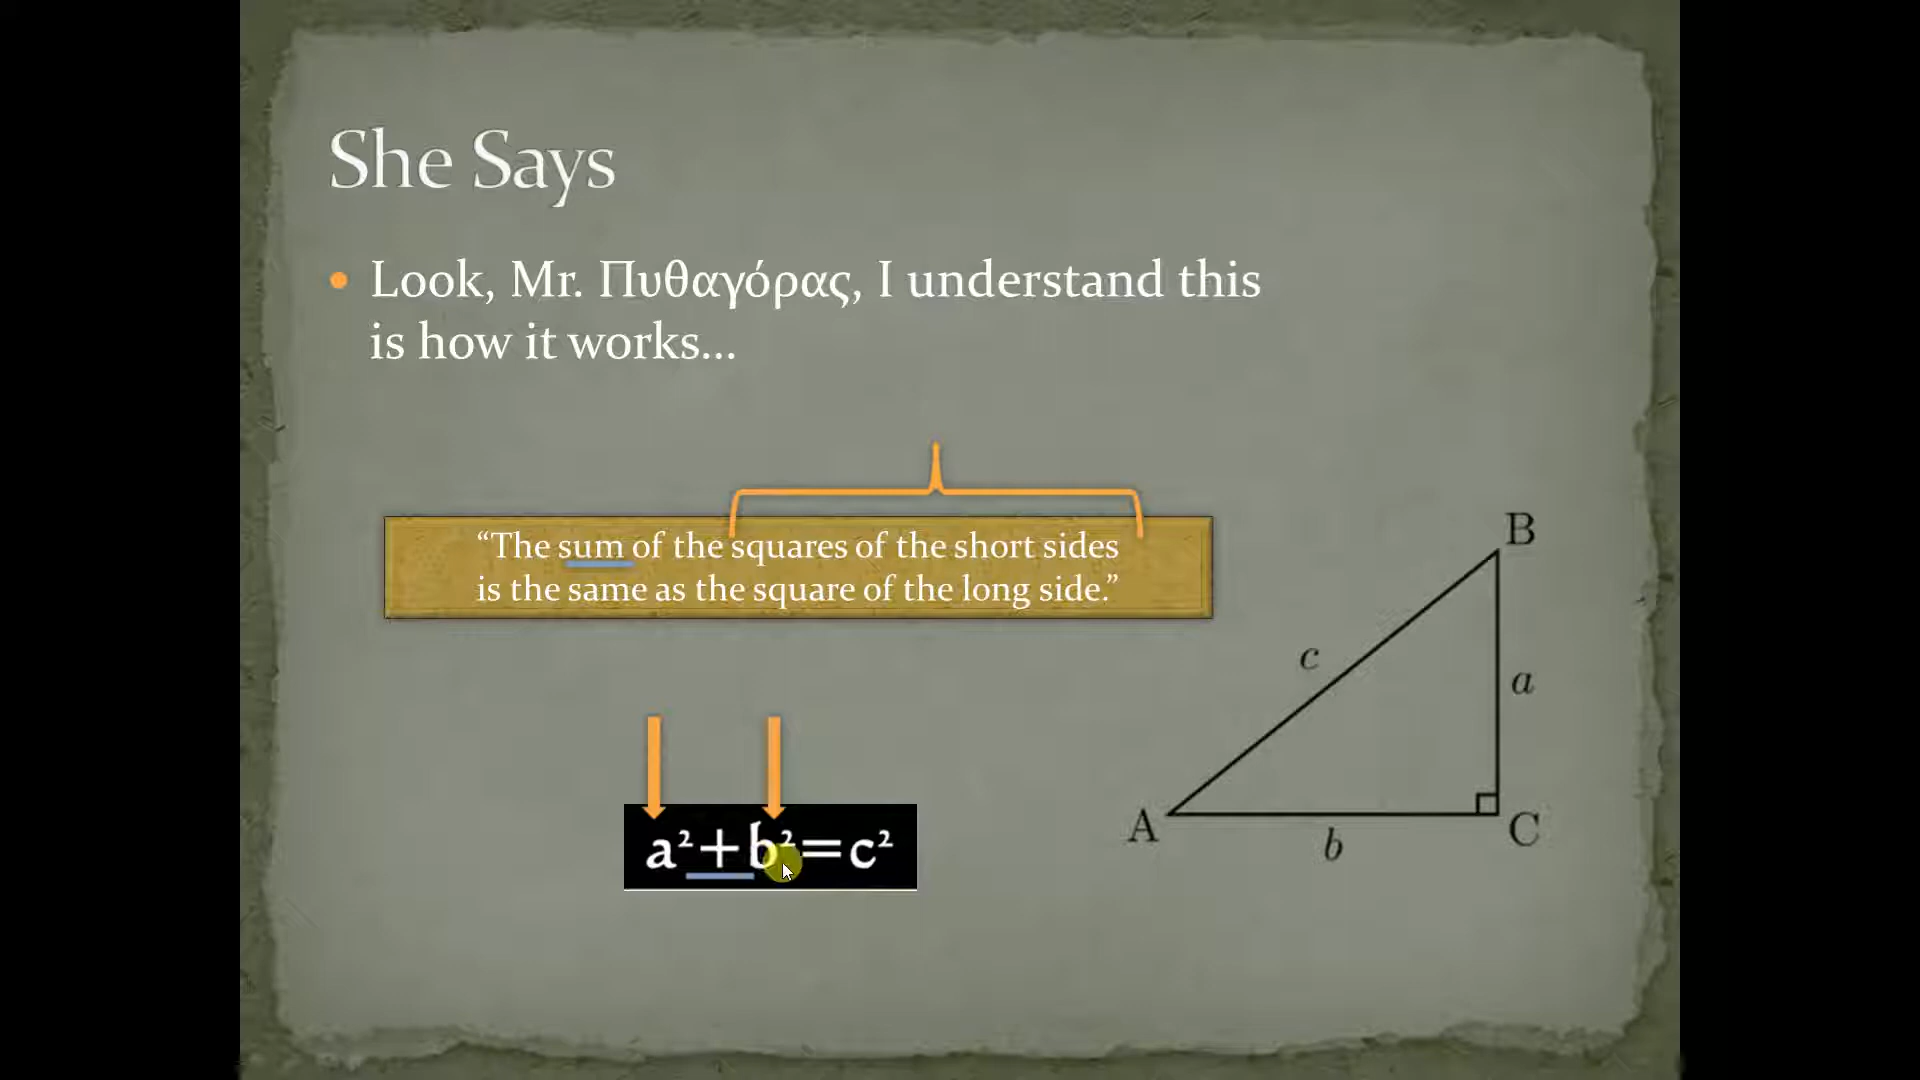 She Says
Look, Mr. Πυθαγόρας, I understand this
is how it works...
“The sum of the squares of the short sides
is the same as the square of the long side.”
a²+b²=c²
B
c
a
A
b
C